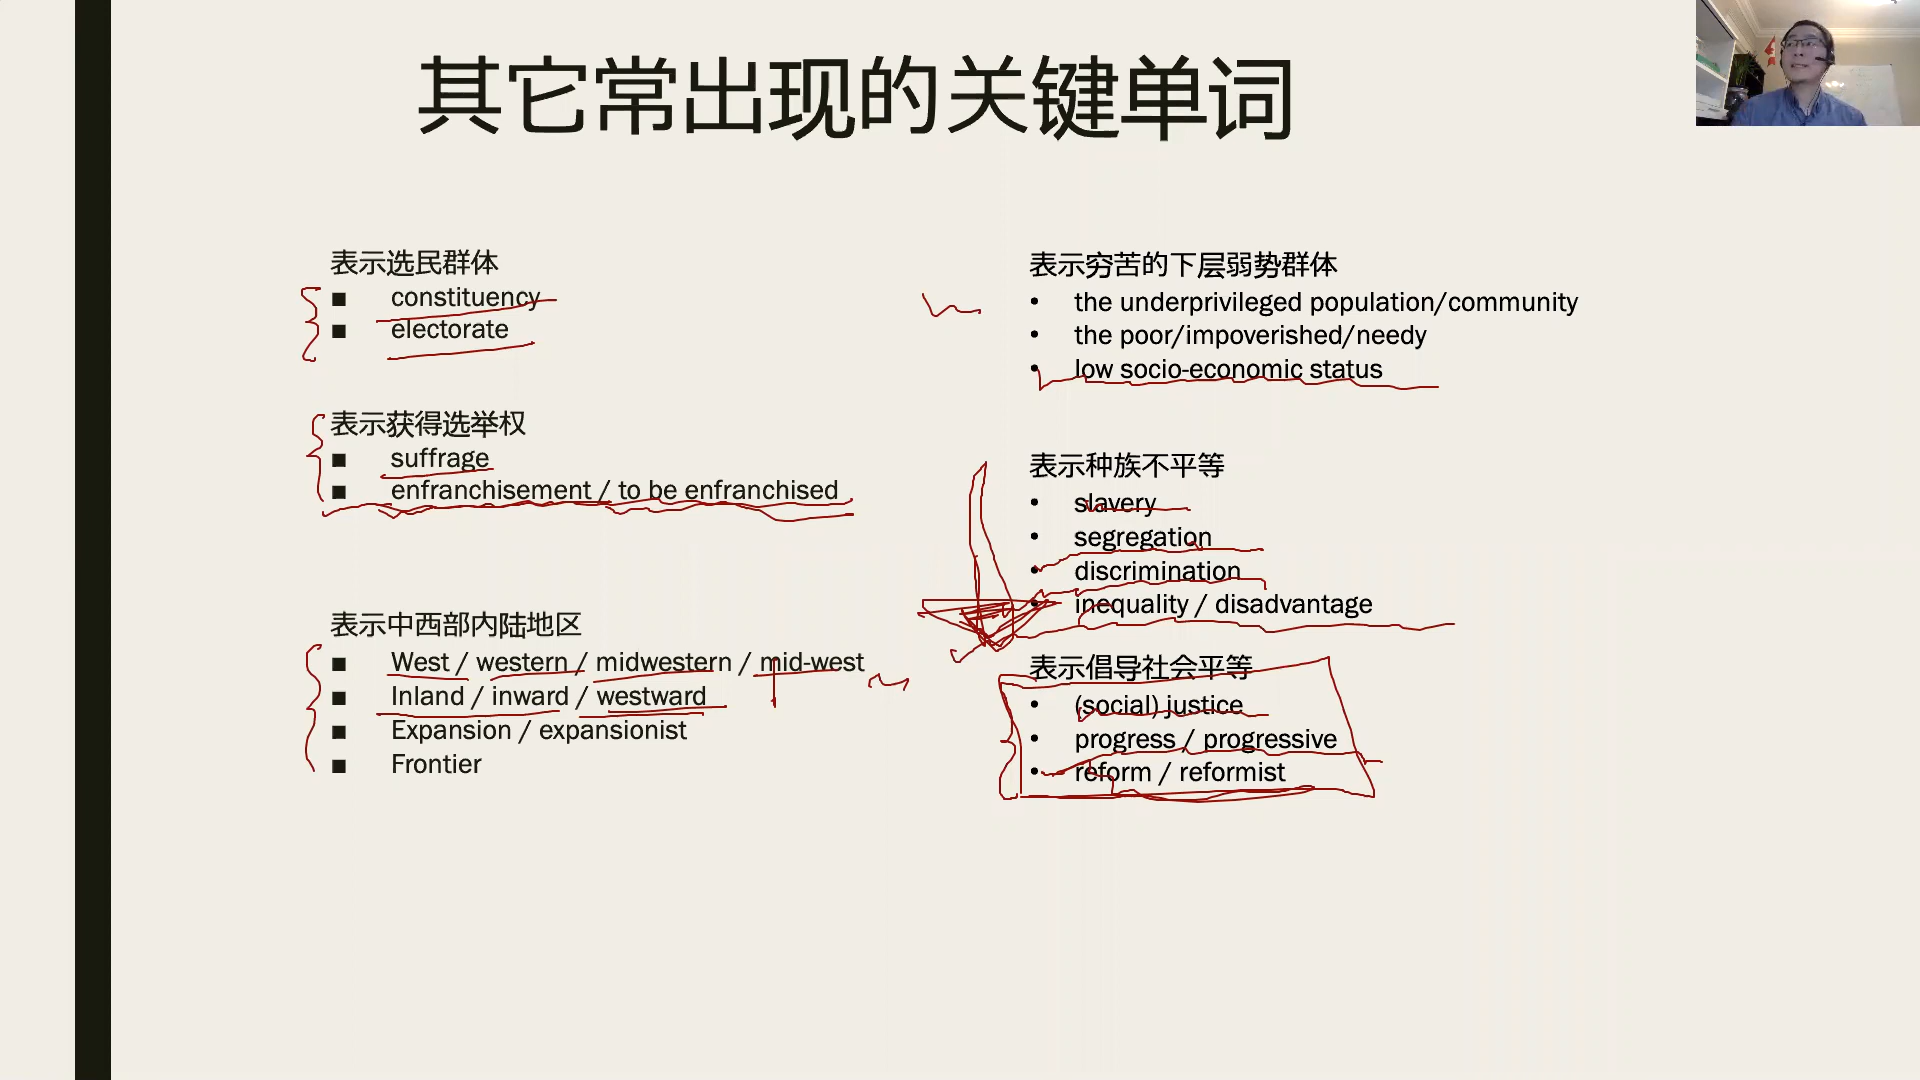 其它常出现的关键单词
表示选民群体
■ constituency
■ electorate
表示获得选举权
■ suffrage
■ enfranchisement / to be enfranchised
表示中西部内陆地区
■ West / western / midwestern / mid-west
■ Inland / inward / westward
■ Expansion / expansionist
■ Frontier
表示穷苦的下层弱势群体
• the underprivileged population/community
• the poor/impoverished/needy
• low socio-economic status
表示种族不平等
• slavery
• segregation
• discrimination
• inequality / disadvantage
表示倡导社会平等
• (social) justice
• progress / progressive
• reform / reformist